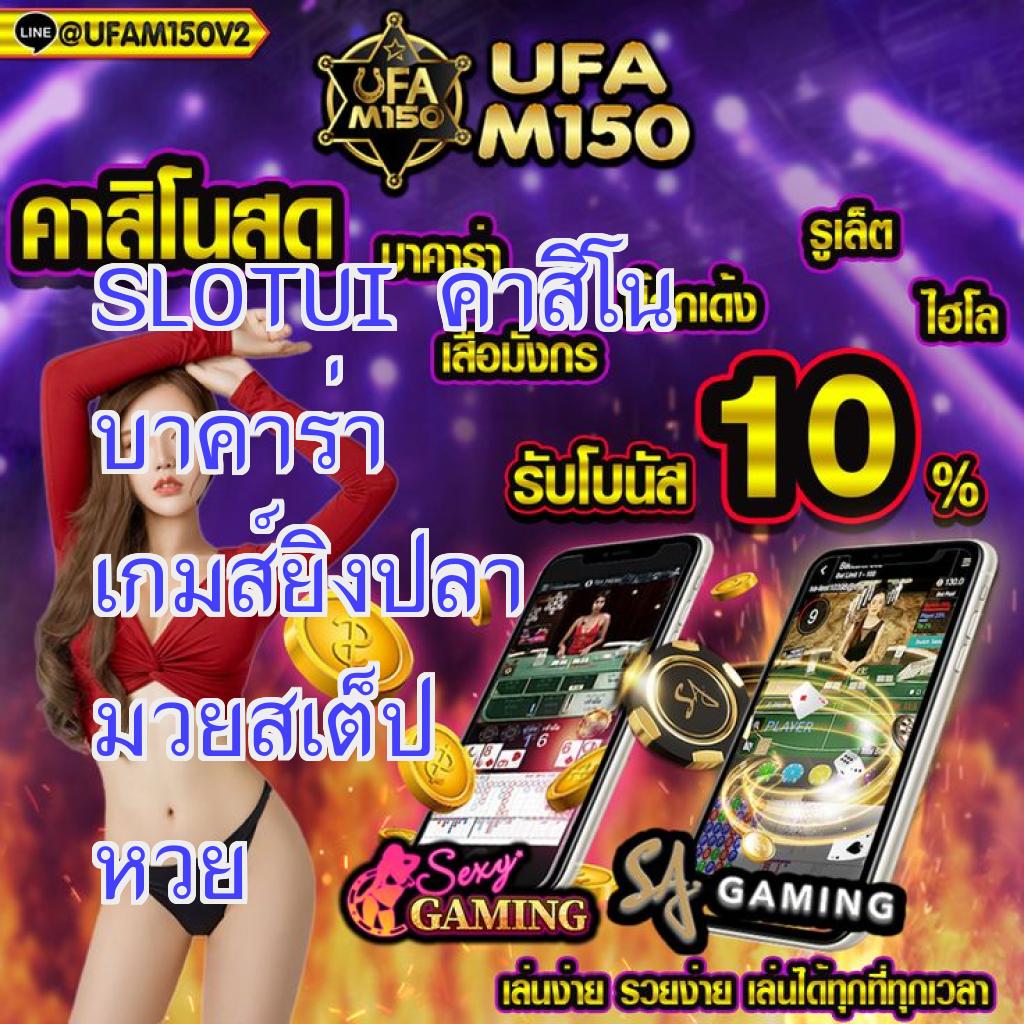 LINE @UFAM150V2
UFA
M150
UFA
M150
คาสิโนสด
บาคาร่า
รูเล็ต
SLOTUI คาสิโน
ไฮโล
เสือมังกร
บาคาร่า
10%
รับโบนัส
เกมส์ยิงปลา
มวยสเต็ป
หวย
PLAYER
Sexy
GAMING
SA GAMING
เล่นง่าย รวยง่าย เล่นได้ทุกที่ทุกเวลา